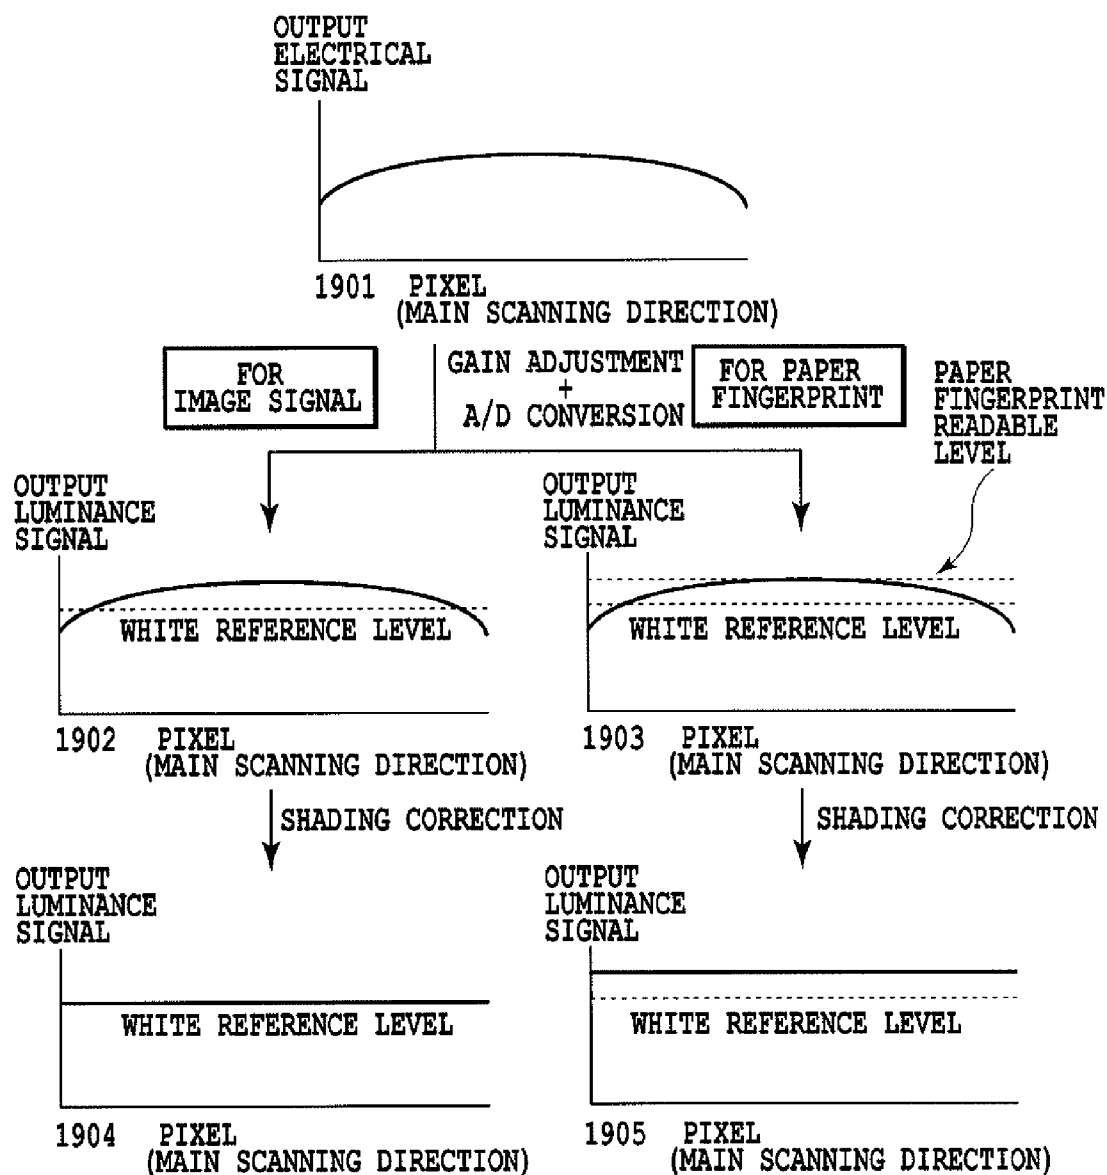 OUTPUT
ELECTRICAL
SIGNAL
1901 PIXEL
(MAIN SCANNING DIRECTION)
FOR
IMAGE SIGNAL
GAIN ADJUSTMENT
+
A/D CONVERSION
FOR PAPER
FINGERPRINT
PAPER
FINGERPRINT
READABLE
LEVEL
OUTPUT
LUMINANCE
SIGNAL
WHITE REFERENCE LEVEL
1902 PIXEL
(MAIN SCANNING DIRECTION)
OUTPUT
LUMINANCE
SIGNAL
WHITE REFERENCE LEVEL
1903 PIXEL
(MAIN SCANNING DIRECTION)
SHADING CORRECTION
SHADING CORRECTION
OUTPUT
LUMINANCE
SIGNAL
WHITE REFERENCE LEVEL
1904 PIXEL
(MAIN SCANNING DIRECTION)
OUTPUT
LUMINANCE
SIGNAL
WHITE REFERENCE LEVEL
1905 PIXEL
(MAIN SCANNING DIRECTION)